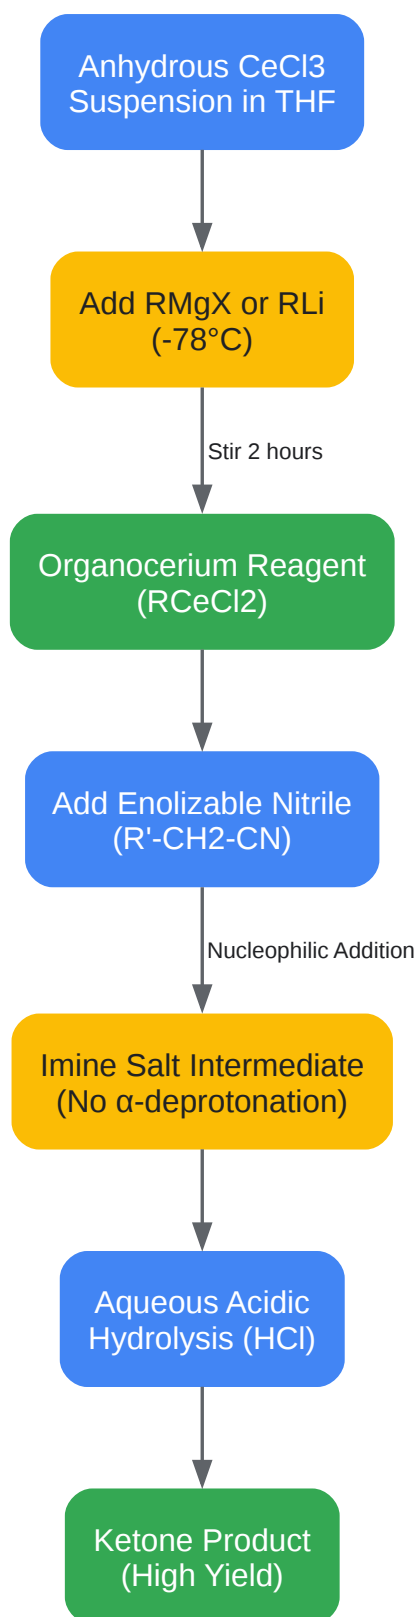 Anhydrous CeCl3
Suspension in THF
Add RMgX or RLi
(-78°C)
Stir 2 hours
Organocerium Reagent
(RCeCl2)
Add Enolizable Nitrile
(R'-CH2-CN)
Nucleophilic Addition
Imine Salt Intermediate
(No α-deprotonation)
Aqueous Acidic
Hydrolysis (HCl)
Ketone Product
(High Yield)